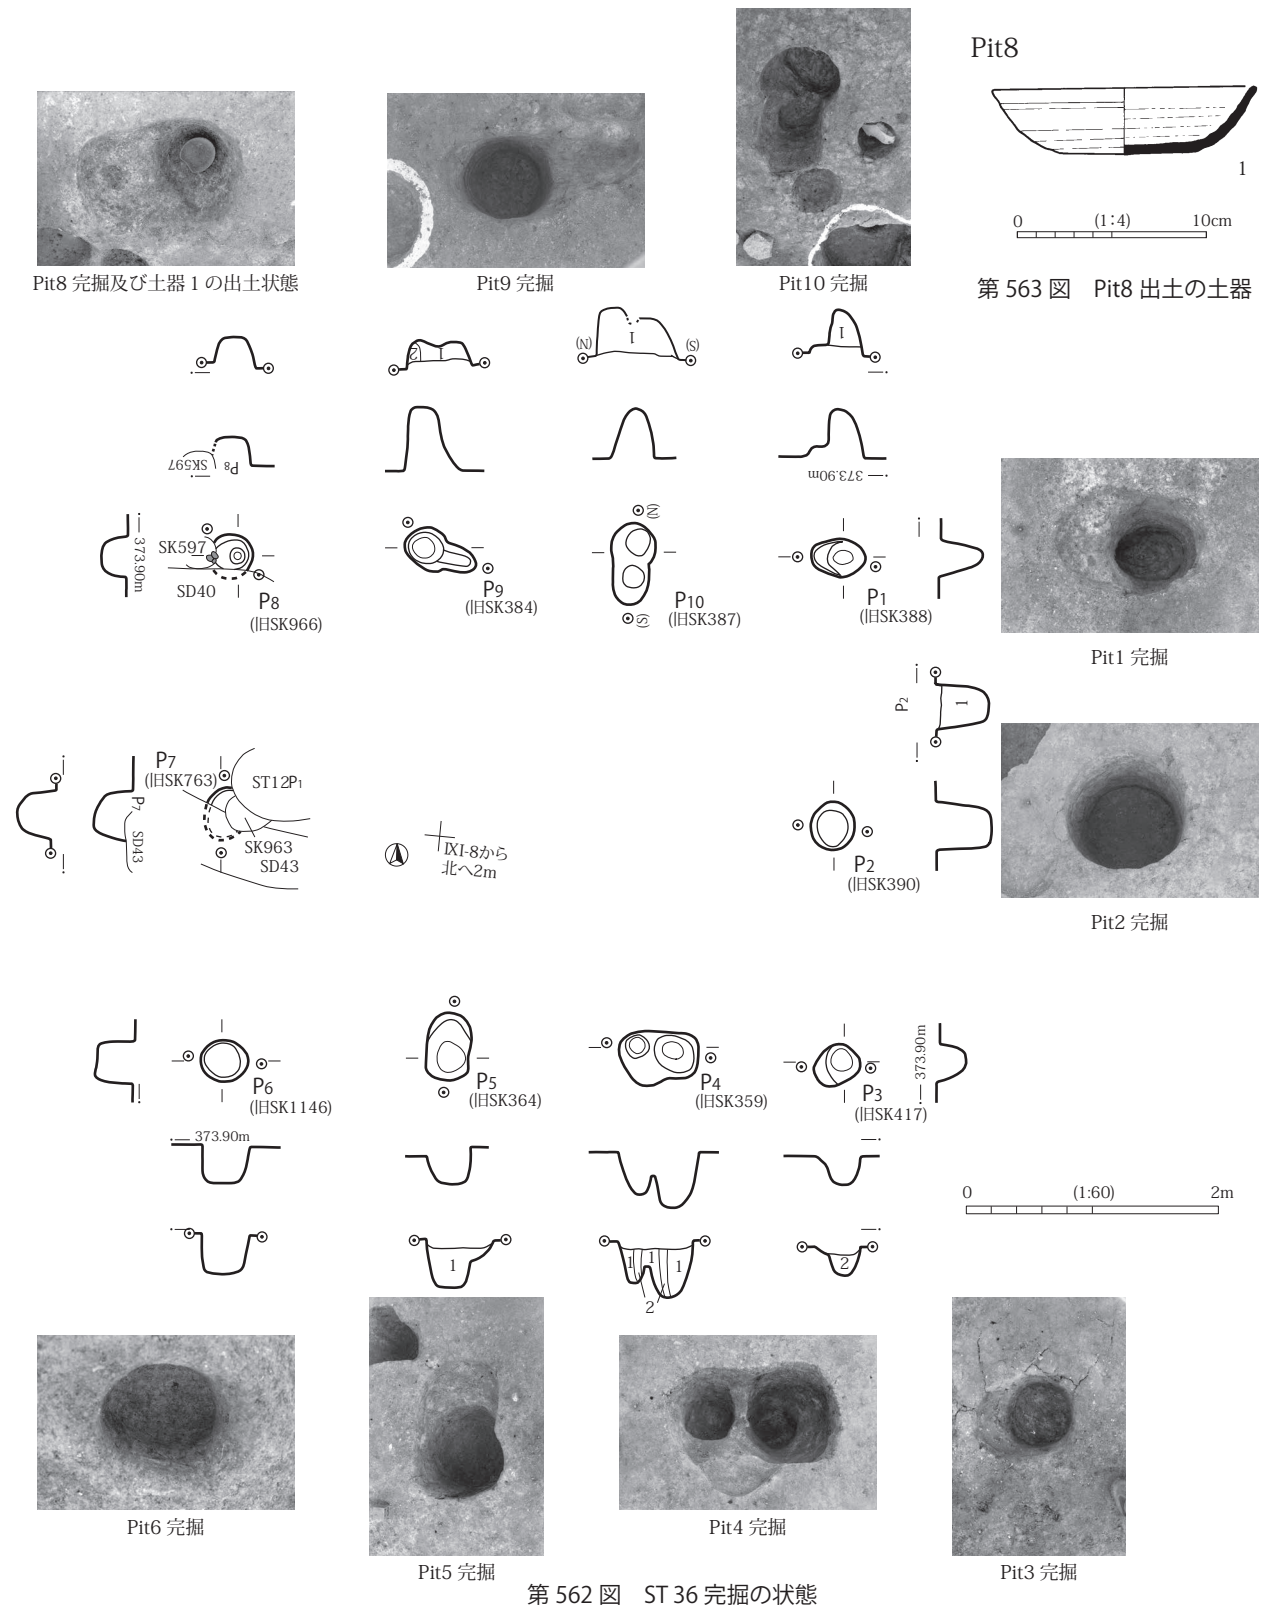 Pit8
1
0 (1:4) 10cm
第 563 図 Pit8 出土の土器
Pit8 完掘及び土器 1 の出土状態
Pit9 完掘
Pit10 完掘
2 1
(N) 1 (S)
1
SK597 P8
373.90m
373.90m
SK597
SD40
P8
(旧SK966)
P9
(旧SK384)
(N)
P10
(旧SK387)
(S)
P1
(旧SK388)
Pit1 完掘
P2
1
P7
(旧SK763)
ST12P1
P7
SD43
SK963
SD43
ⅨI-8から
北へ2m
P2
(旧SK390)
Pit2 完掘
P6
(旧SK1146)
P5
(旧SK364)
P4
(旧SK359)
P3
(旧SK417)
373.90m
373.90m
0 (1:60) 2m
1
1 1 1
2
2
Pit6 完掘
Pit5 完掘
Pit4 完掘
Pit3 完掘
第 562 図 ST 36 完掘の状態